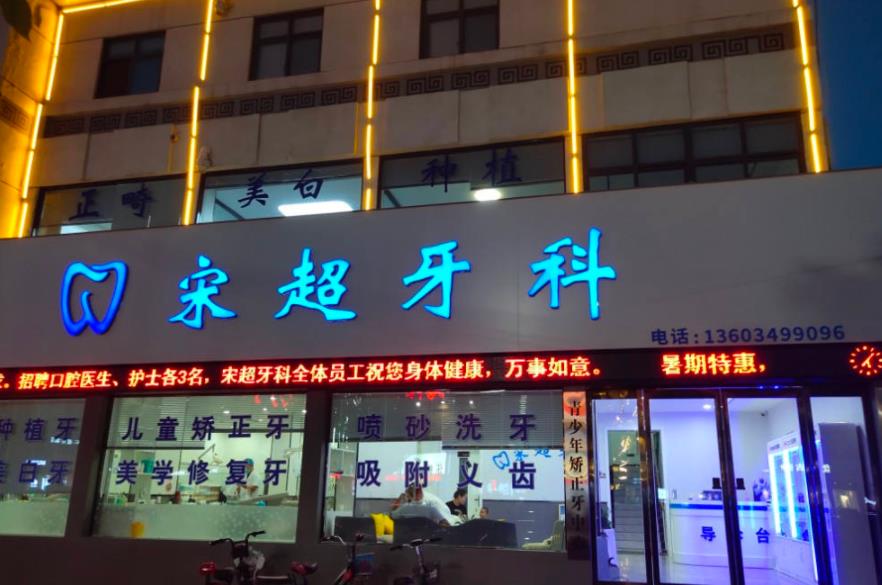 正畸 美白 种植
宋超牙科
电话:13603499096
招聘口腔医生、护士各3名，宋超牙科全体员工祝您身体健康，万事如意。 暑期特惠，
种植牙 儿童矫正牙 喷砂洗牙
美白牙 美学修复牙 吸附义齿
宋超
青少年矫正牙中
导 台